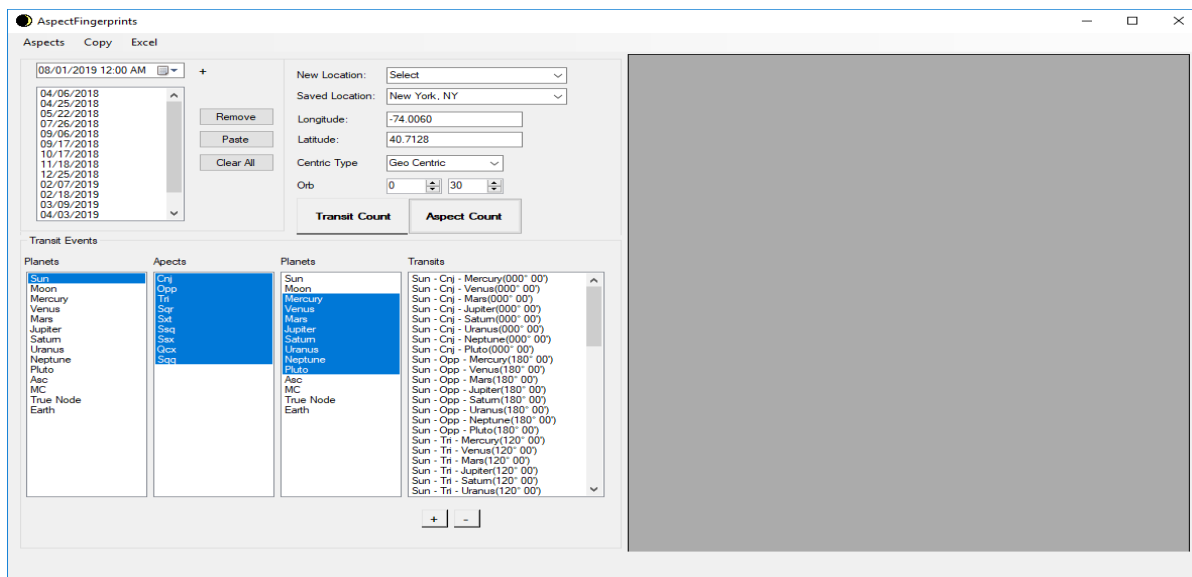 AspectFingerprints
Aspects Copy Excel
08/01/2019 12:00 AM +
04/06/2018
04/25/2018
05/22/2018
07/26/2018
09/06/2018
09/17/2018
10/17/2018
11/18/2018
12/25/2018
02/07/2019
02/18/2019
03/09/2019
04/03/2019
Remove
Paste
Clear All
New Location: Select
Saved Location: New York, NY
Longitude: -74.0060
Latitude: 40.7128
Centric Type Geo Centric
Orb 0 30
Transit Count Aspect Count
Transit Events
Planets
Sun
Moon
Mercury
Venus
Mars
Jupiter
Saturn
Uranus
Neptune
Pluto
Asc
MC
True Node
Earth
Apects
Cnj
Opp
Tri
Sqr
Sxt
Ssq
Ssx
Qcx
Sqq
Planets
Sun
Moon
Mercury
Venus
Mars
Jupiter
Saturn
Uranus
Neptune
Pluto
Asc
MC
True Node
Earth
Transits
Sun - Cnj - Mercury(000° 00')
Sun - Cnj - Venus(000° 00')
Sun - Cnj - Mars(000° 00')
Sun - Cnj - Jupiter(000° 00')
Sun - Cnj - Saturn(000° 00')
Sun - Cnj - Uranus(000° 00')
Sun - Cnj - Neptune(000° 00')
Sun - Cnj - Pluto(000° 00')
Sun - Opp - Mercury(180° 00')
Sun - Opp - Venus(180° 00')
Sun - Opp - Mars(180° 00')
Sun - Opp - Jupiter(180° 00')
Sun - Opp - Saturn(180° 00')
Sun - Opp - Uranus(180° 00')
Sun - Opp - Neptune(180° 00')
Sun - Opp - Pluto(180° 00')
Sun - Tri - Mercury(120° 00')
Sun - Tri - Venus(120° 00')
Sun - Tri - Mars(120° 00')
Sun - Tri - Jupiter(120° 00')
Sun - Tri - Saturn(120° 00')
Sun - Tri - Uranus(120° 00')
+ -